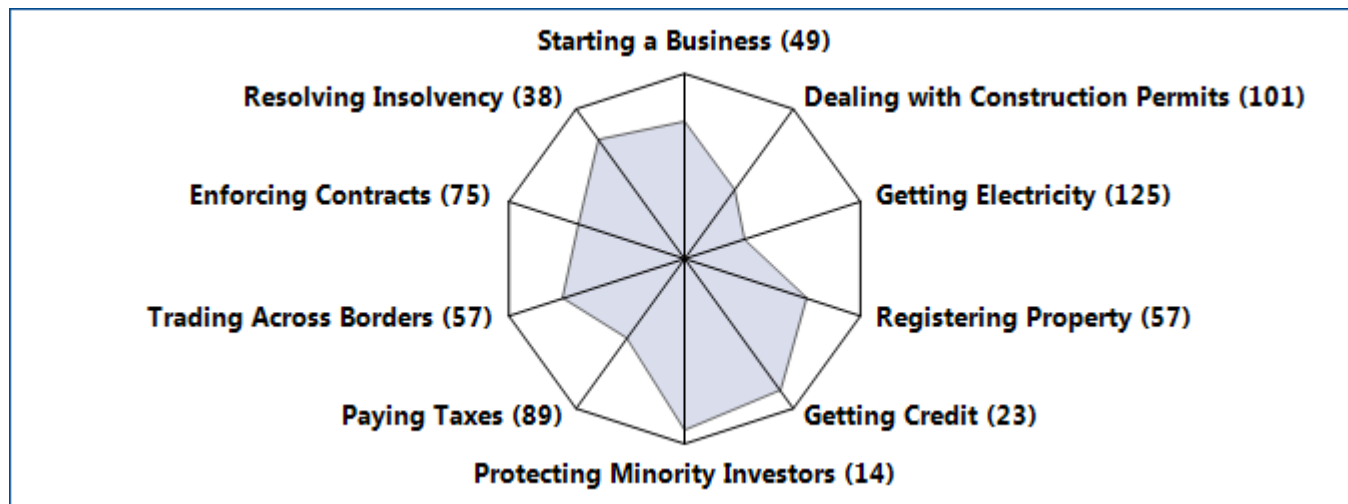 Starting a Business (49)
Resolving Insolvency (38)
Dealing with Construction Permits (101)
Enforcing Contracts (75)
Getting Electricity (125)
Trading Across Borders (57)
Registering Property (57)
Paying Taxes (89)
Getting Credit (23)
Protecting Minority Investors (14)